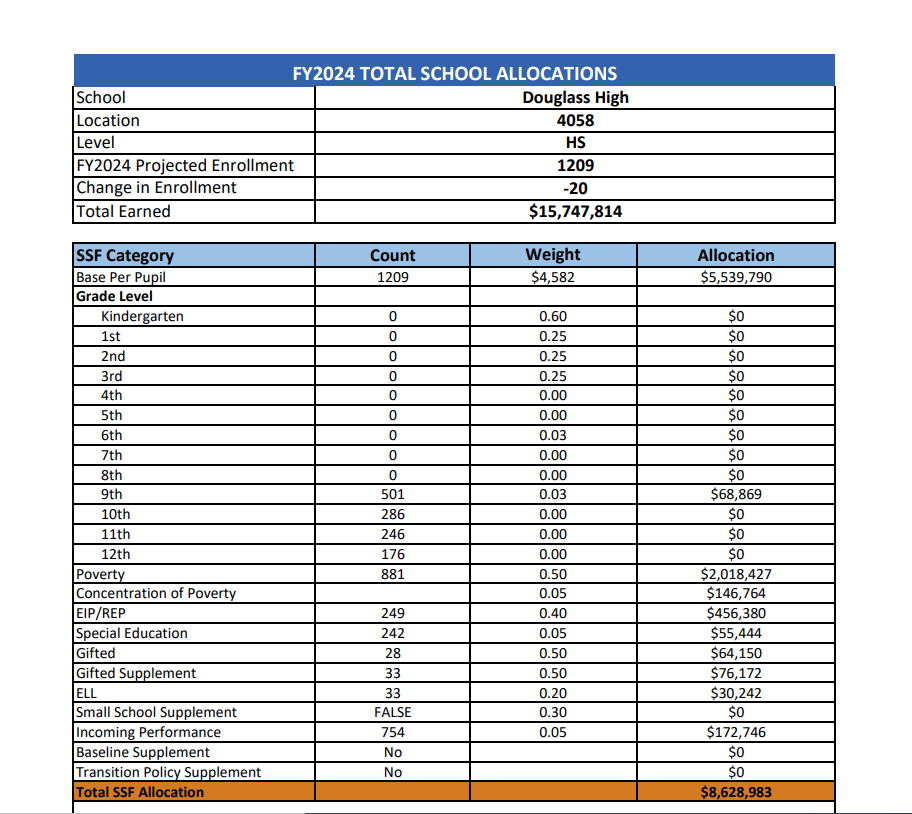 FY2024 TOTAL SCHOOL ALLOCATIONS
School Douglass High
Location 4058
Level HS
FY2024 Projected Enrollment 1209
Change in Enrollment -20
Total Earned $15,747,814
SSF Category Count Weight Allocation
Base Per Pupil 1209 $4,582 $5,539,790
Grade Level
Kindergarten 0 0.60 $0
1st 0 0.25 $0
2nd 0 0.25 $0
3rd 0 0.25 $0
4th 0 0.00 $0
5th 0 0.00 $0
6th 0 0.03 $0
7th 0 0.00 $0
8th 0 0.00 $0
9th 501 0.03 $68,869
10th 286 0.00 $0
11th 246 0.00 $0
12th 176 0.00 $0
Poverty 881 0.50 $2,018,427
Concentration of Poverty 0.05 $146,764
EIP/REP 249 0.40 $456,380
Special Education 242 0.05 $55,444
Gifted 28 0.50 $64,150
Gifted Supplement 33 0.50 $76,172
ELL 33 0.20 $30,242
Small School Supplement FALSE 0.30 $0
Incoming Performance 754 0.05 $172,746
Baseline Supplement No $0
Transition Policy Supplement No $0
Total SSF Allocation $8,628,983